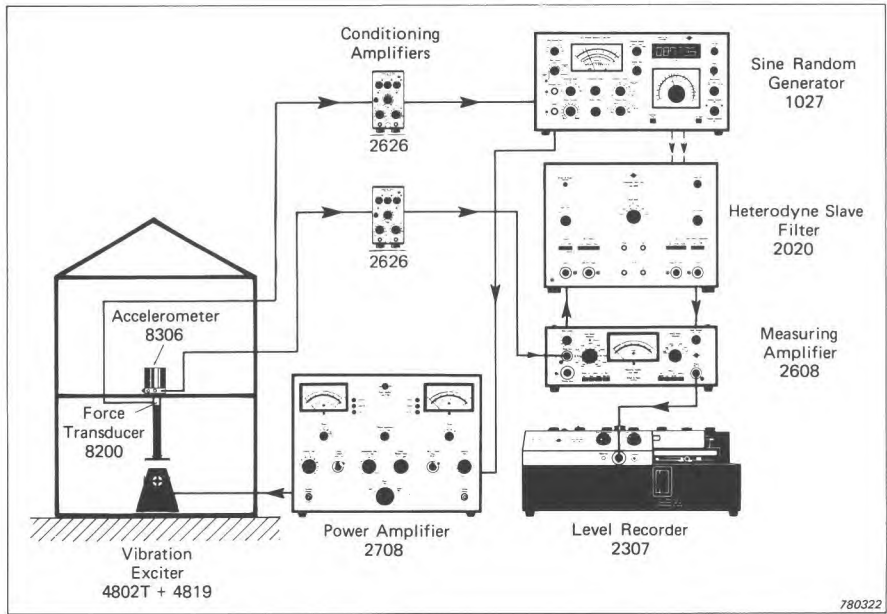 Conditioning
Amplifiers
2626
2626
Sine Random
Generator
1027
Heterodyne Slave
Filter
2020
Measuring
Amplifier
2608
Accelerometer
8306
Force
Transducer
8200
Power Amplifier
2708
Level Recorder
2307
Vibration
Exciter
4802T + 4819
780322